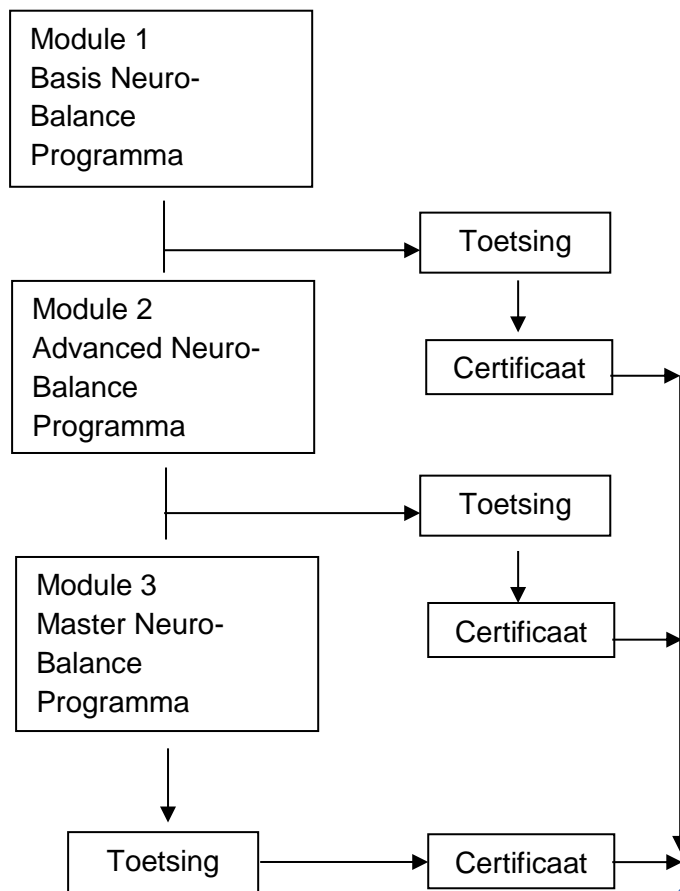 Module 1
Basis Neuro-
Balance
Programma
Toetsing
Module 2
Advanced Neuro-
Balance
Programma
Certificaat
Toetsing
Module 3
Master Neuro-
Balance
Programma
Certificaat
Toetsing
Certificaat